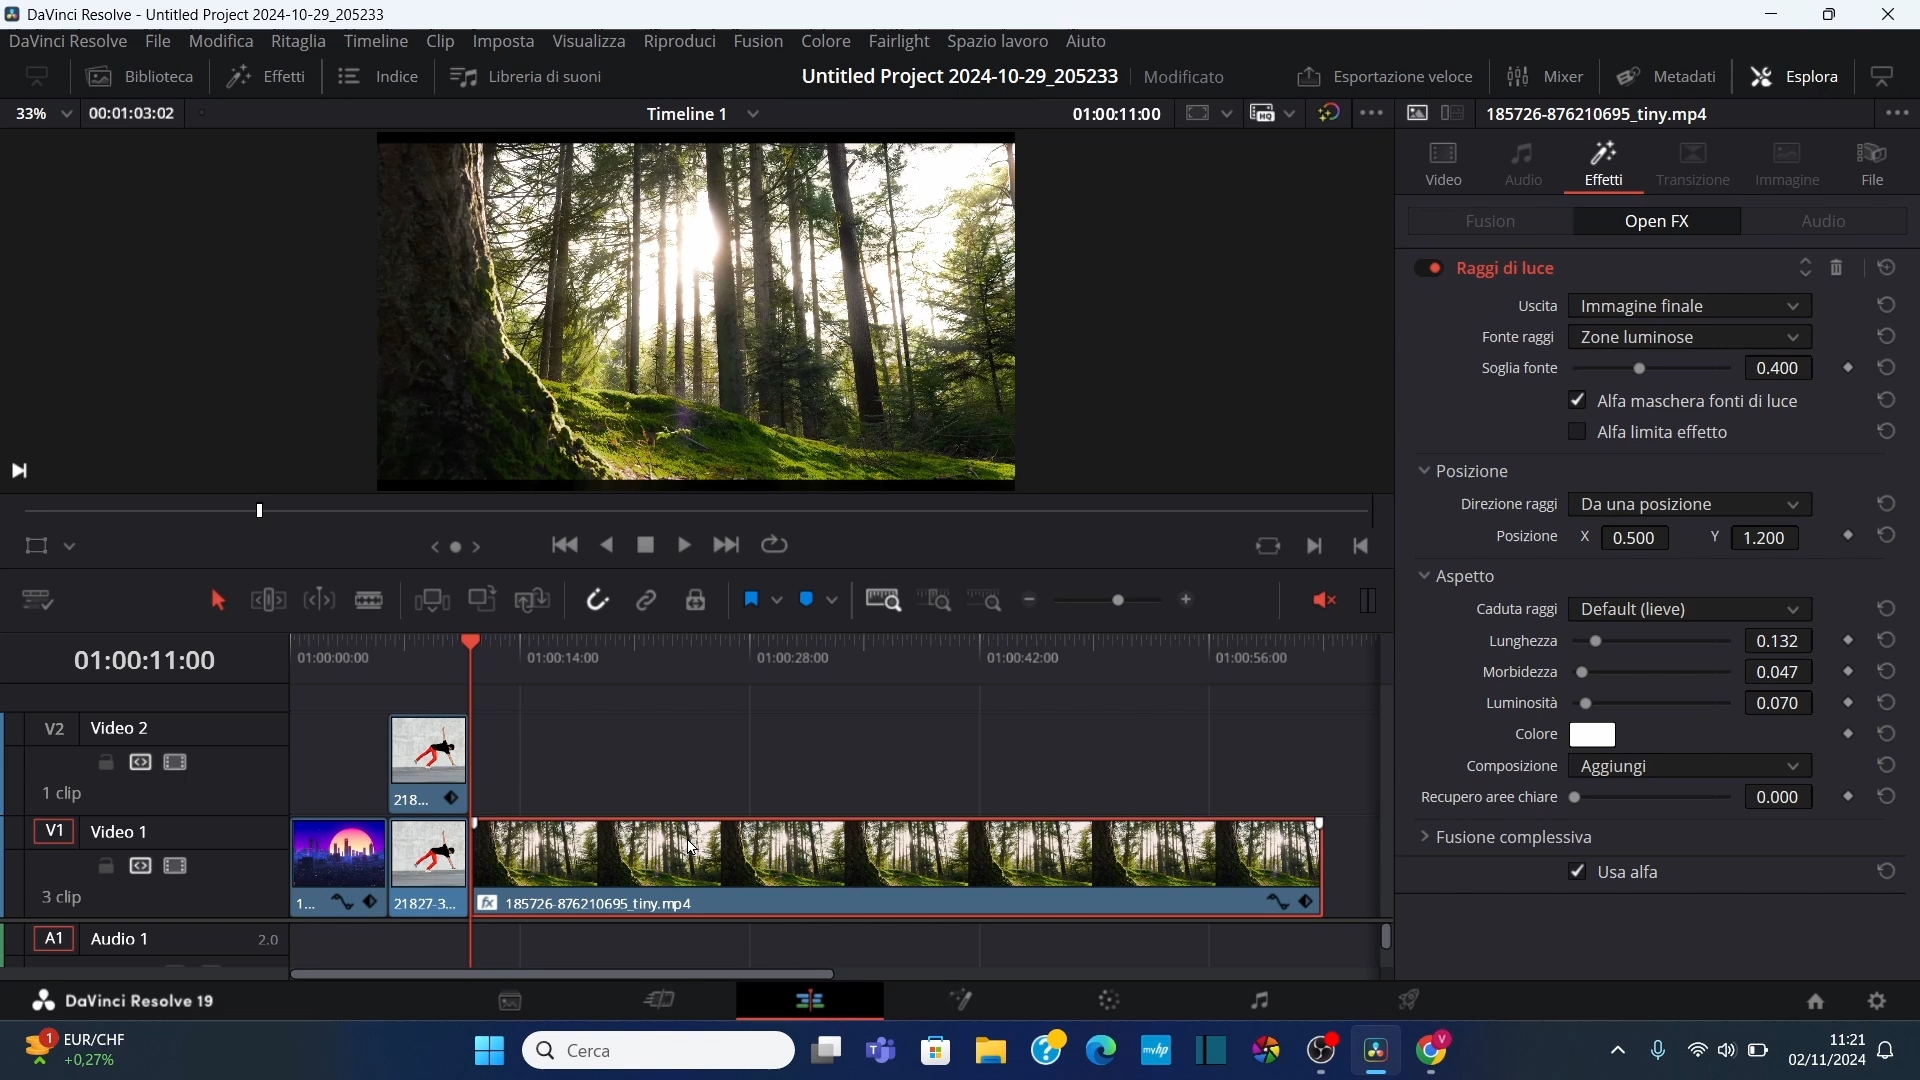 DaVinci Resolve - Untitled Project 2024-10-29_205233
DaVinci Resolve File Modifica Ritaglia Timeline Clip Imposta Visualizza Riproduci Fusion Colore Fairlight Spazio lavoro Aiuto
Biblioteca Effetti Indice Libreria di suoni Untitled Project 2024-10-29_205233 Modificato Esportazione veloce Mixer Metadati Esplora
33% 00:01:03:02 Timeline 1 01:00:11:00 HQ 185726-876210695_tiny.mp4
Video Audio Effetti Transizione Immagine File
Fusion Open FX Audio
Raggi di luce
Uscita Immagine finale
Fonte raggi Zone luminose
Soglia fonte 0.400
Alfa maschera fonti di luce
Alfa limita effetto
Posizione
Direzione raggi Da una posizione
Posizione X 0.500 Y 1.200
Aspetto
Caduta raggi Default (lieve)
Lunghezza 0.132
Morbidezza 0.047
Luminosità 0.070
Colore
Composizione Aggiungi
Recupero aree chiare 0.000
Fusione complessiva
Usa alfa
01:00:11:00 01:00:00:00 01:00:14:00 01:00:28:00 01:00:42:00 01:00:56:00
V2 Video 2
1 clip
218...
V1 Video 1
3 clip
1... 21827-3... fx 185726-876210695_tiny.mp4
A1 Audio 1 2.0
DaVinci Resolve 19
1 EUR/CHF
+0,27%
Cerca
myhp
V
11:21
02/11/2024